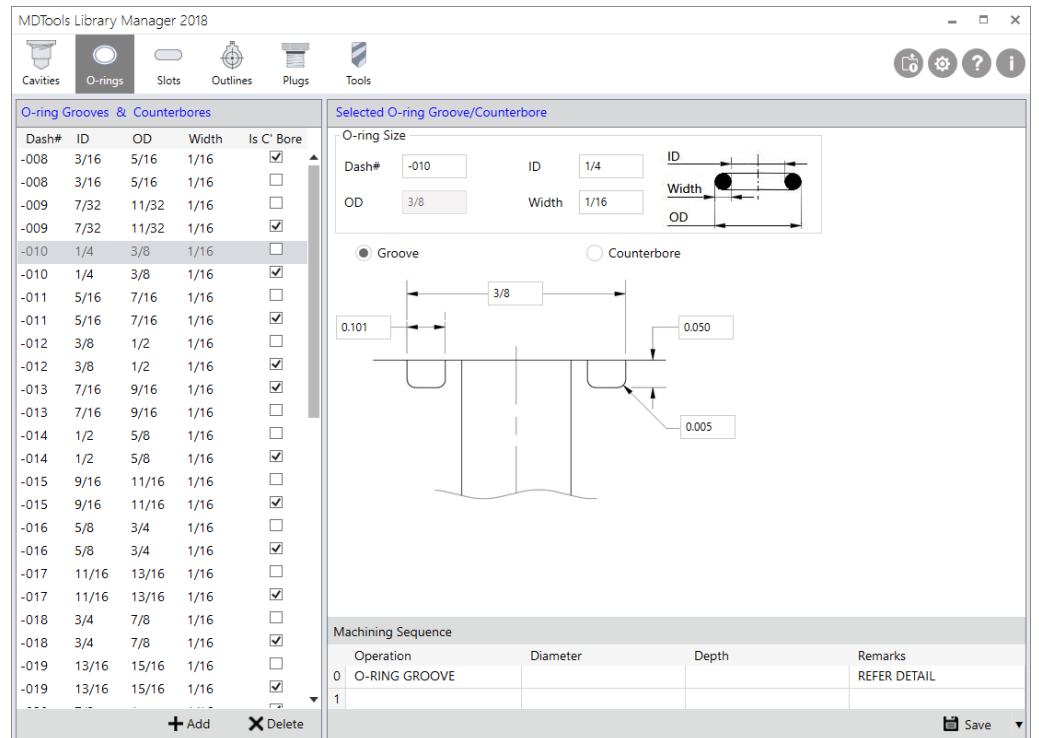 MDTools Library Manager 2018
Cavities O-rings Slots Outlines Plugs Tools
O-ring Grooves & Counterbores
Dash# ID OD Width Is C' Bore
-008 3/16 5/16 1/16
-008 3/16 5/16 1/16
-009 7/32 11/32 1/16
-009 7/32 11/32 1/16
-010 1/4 3/8 1/16
-010 1/4 3/8 1/16
-011 5/16 7/16 1/16
-011 5/16 7/16 1/16
-012 3/8 1/2 1/16
-012 3/8 1/2 1/16
-013 7/16 9/16 1/16
-013 7/16 9/16 1/16
-014 1/2 5/8 1/16
-014 1/2 5/8 1/16
-015 9/16 11/16 1/16
-015 9/16 11/16 1/16
-016 5/8 3/4 1/16
-016 5/8 3/4 1/16
-017 11/16 13/16 1/16
-017 11/16 13/16 1/16
-018 3/4 7/8 1/16
-018 3/4 7/8 1/16
-019 13/16 15/16 1/16
-019 13/16 15/16 1/16
Add Delete
Selected O-ring Groove/Counterbore
O-ring Size
Dash# -010 ID 1/4
OD 3/8 Width 1/16
ID
Width
OD
Groove Counterbore
3/8
0.101
0.050
0.005
Machining Sequence
Operation Diameter Depth Remarks
0 O-RING GROOVE REFER DETAIL
1
Save